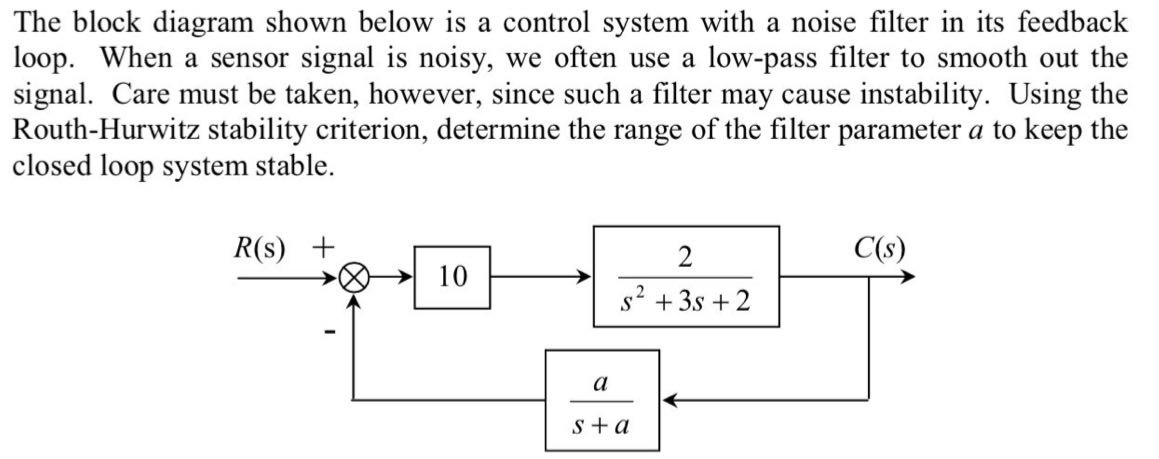 The block diagram shown below is a control system with a noise filter in its feedback
loop. When a sensor signal is noisy, we often use a low-pass filter to smooth out the
signal. Care must be taken, however, since such a filter may cause instability. Using the
Routh-Hurwitz stability criterion, determine the range of the filter parameter a to keep the
closed loop system stable.
R(s) +
10
2
s² + 3s + 2
C(s)
-
a
s + a